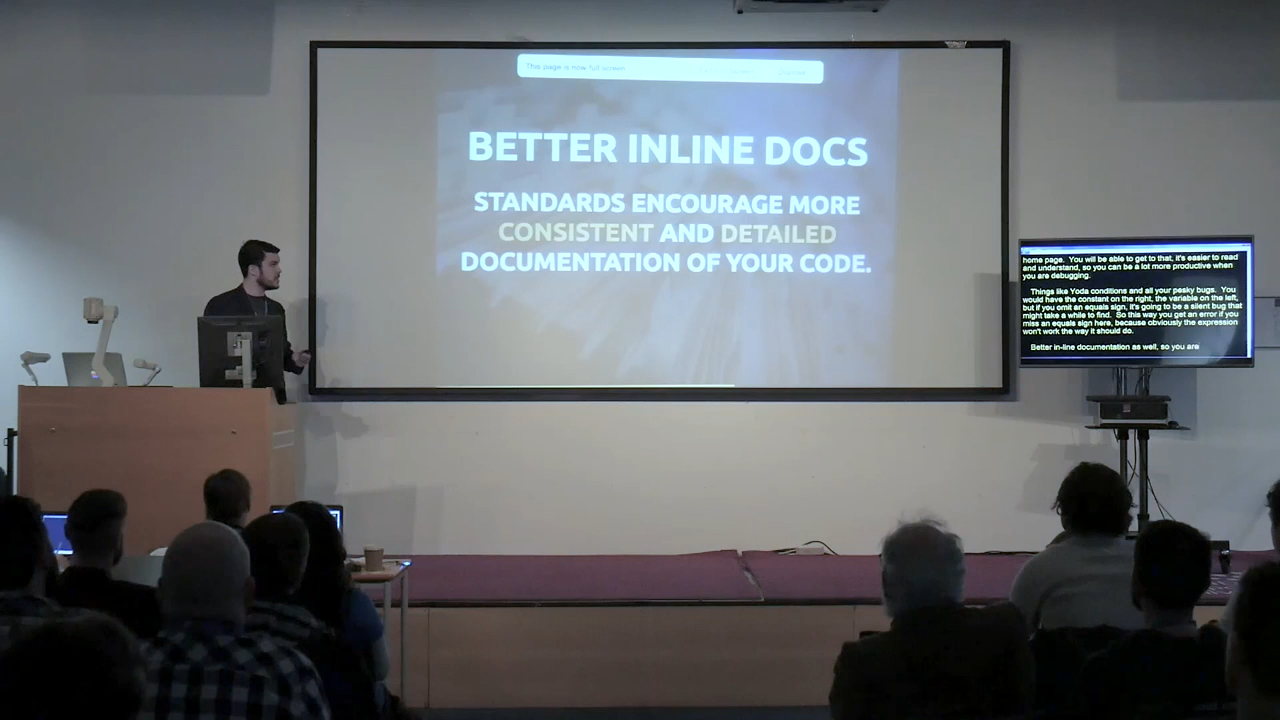 This page is now full screen
BETTER INLINE DOCS
STANDARDS ENCOURAGE MORE
CONSISTENT AND DETAILED
DOCUMENTATION OF YOUR CODE.
home page.  You will be able to get to that, it's easier to read
and understand, so you can be a lot more productive when
you are debugging.
Things like Yoda conditions and all your pesky bugs.  You
would have the constant on the right, the variable on the left,
but if you omit an equals sign, it's going to be a silent bug that
might take a while to find.  So this way you get an error if you
miss an equals sign here, because obviously the expression
won't work the way it should do.
Better in-line documentation as well, so you are